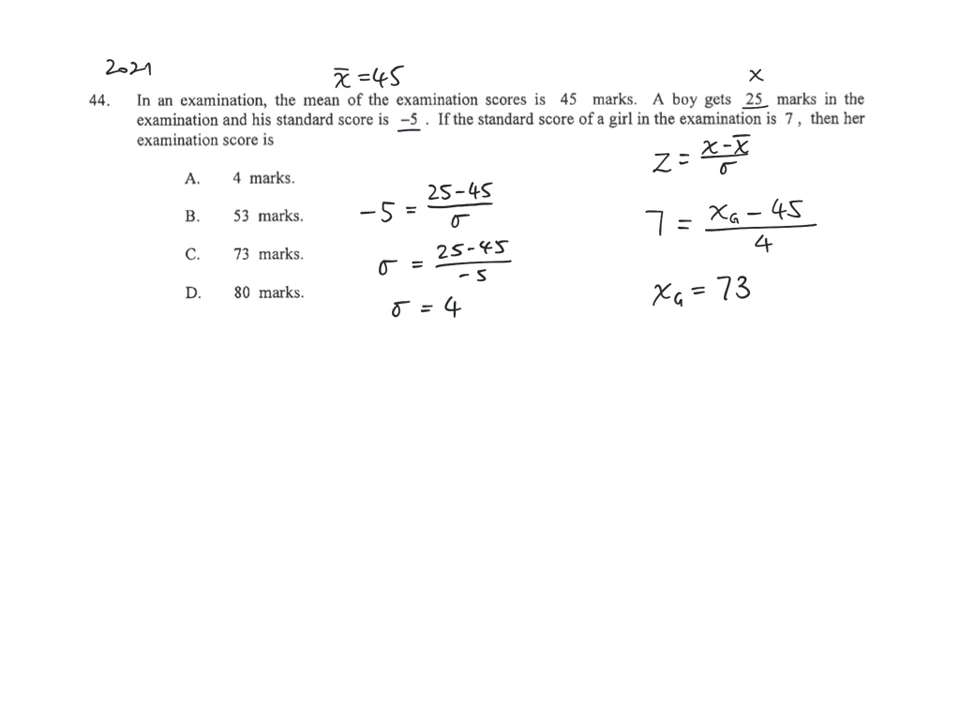 2021
x̄ = 45
x
44. In an examination, the mean of the examination scores is 45 marks. A boy gets 25 marks in the
examination and his standard score is −5 . If the standard score of a girl in the examination is 7 , then her
examination score is
A. 4 marks.
B. 53 marks.
C. 73 marks.
D. 80 marks.
-5 = (25-45)/σ
σ = (25-45)/-5
σ = 4
z = (x - x̄)/σ
7 = (x_G - 45)/4
x_G = 73